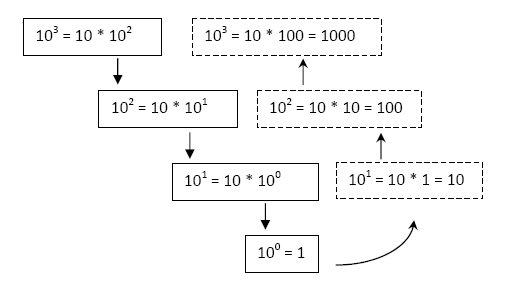 10³ = 10 * 10²
10³ = 10 * 100 = 1000
10² = 10 * 10¹
10² = 10 * 10 = 100
10¹ = 10 * 10⁰
10¹ = 10 * 1 = 10
10⁰ = 1